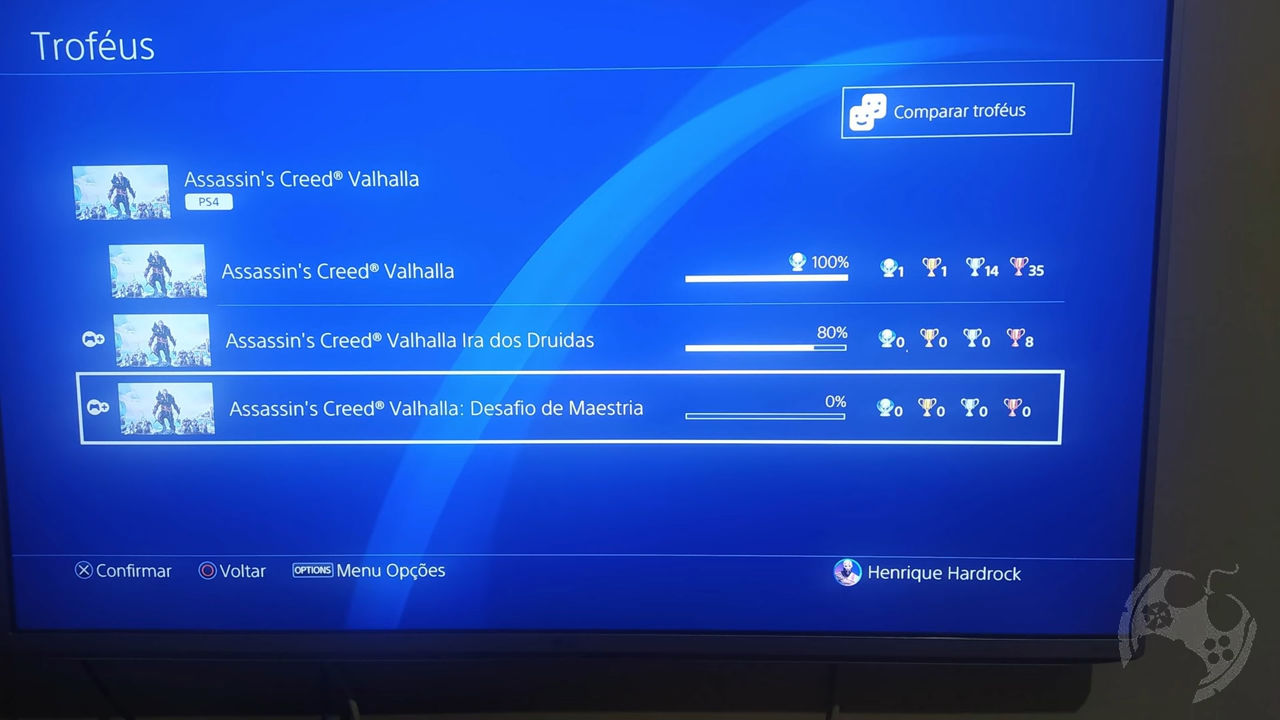 Troféus
Comparar troféus
Assassin's Creed® Valhalla
PS4
Assassin's Creed® Valhalla 100% 1 1 14 35
Assassin's Creed® Valhalla Ira dos Druidas 80% 0 0 0 8
Assassin's Creed® Valhalla: Desafio de Maestria 0% 0 0 0 0
Confirmar Voltar OPTIONS Menu Opções Henrique Hardrock